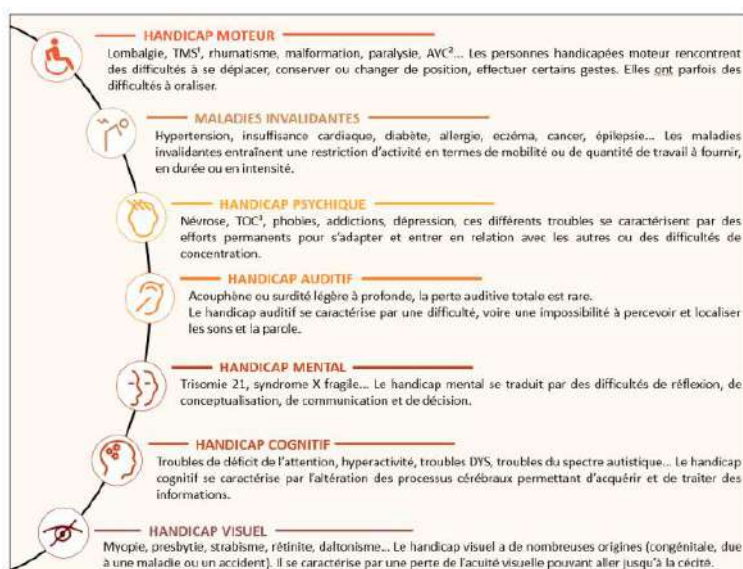 HANDICAP MOTEUR
Lombalgie, TMS¹, rhumatisme, malformation, paralysie, AVC²... Les personnes handicapées moteur rencontrent
des difficultés à se déplacer, conserver ou changer de position, effectuer certains gestes. Elles ont parfois des
difficultés à oraliser.
MALADIES INVALIDANTES
Hypertension, insuffisance cardiaque, diabète, allergie, eczéma, cancer, épilepsie... Les maladies
invalidantes entraînent une restriction d'activité en termes de mobilité ou de quantité de travail à fournir,
en durée ou en intensité.
HANDICAP PSYCHIQUE
Névrose, TOC³, phobies, addictions, dépression, ces différents troubles se caractérisent par des
efforts permanents pour s'adapter et entrer en relation avec les autres ou des difficultés de
concentration.
HANDICAP AUDITIF
Acouphène ou surdité légère à profonde, la perte auditive totale est rare.
Le handicap auditif se caractérise par une difficulté, voire une impossibilité à percevoir et localiser
les sons et la parole.
HANDICAP MENTAL
Trisomie 21, syndrome X fragile... Le handicap mental se traduit par des difficultés de réflexion, de
conceptualisation, de communication et de décision.
HANDICAP COGNITIF
Troubles de déficit de l'attention, hyperactivité, troubles DYS, troubles du spectre autistique... Le handicap
cognitif se caractérise par l'altération des processus cérébraux permettant d'acquérir et de traiter des
informations.
HANDICAP VISUEL
Myopie, presbytie, strabisme, rétinite, daltonisme... Le handicap visuel a de nombreuses origines (congénitale, due
à une maladie ou un accident). Il se caractérise par une perte de l'acuité visuelle pouvant aller jusqu'à la cécité.